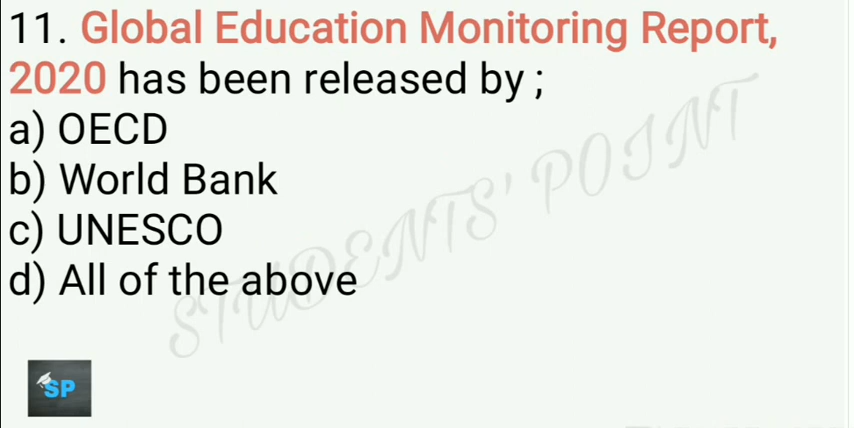 11. Global Education Monitoring Report,
2020 has been released by ;
a) OECD
b) World Bank
c) UNESCO
d) All of the above
STUDENTS' POINT
SP